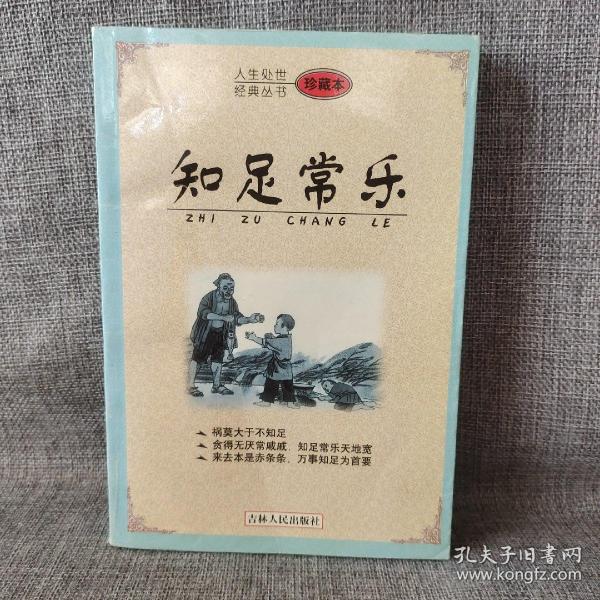 人生处世
经典丛书
珍藏本
知足常乐
ZHI ZU CHANG LE
祸莫大于不知足
贪得无厌常戚戚，知足常乐天地宽
来去本是赤条条，万事知足为首要
吉林人民出版社
孔夫子旧书网
www.kongfz.com